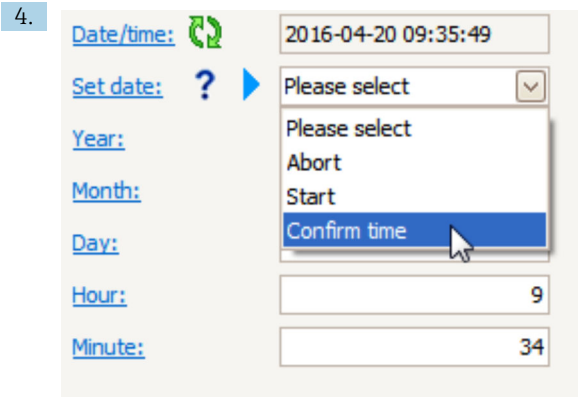 4.
Date/time: 2016-04-20 09:35:49
Set date: ? Please select
Year: Please select
Abort
Month: Start
Confirm time
Day:
Hour: 9
Minute: 34